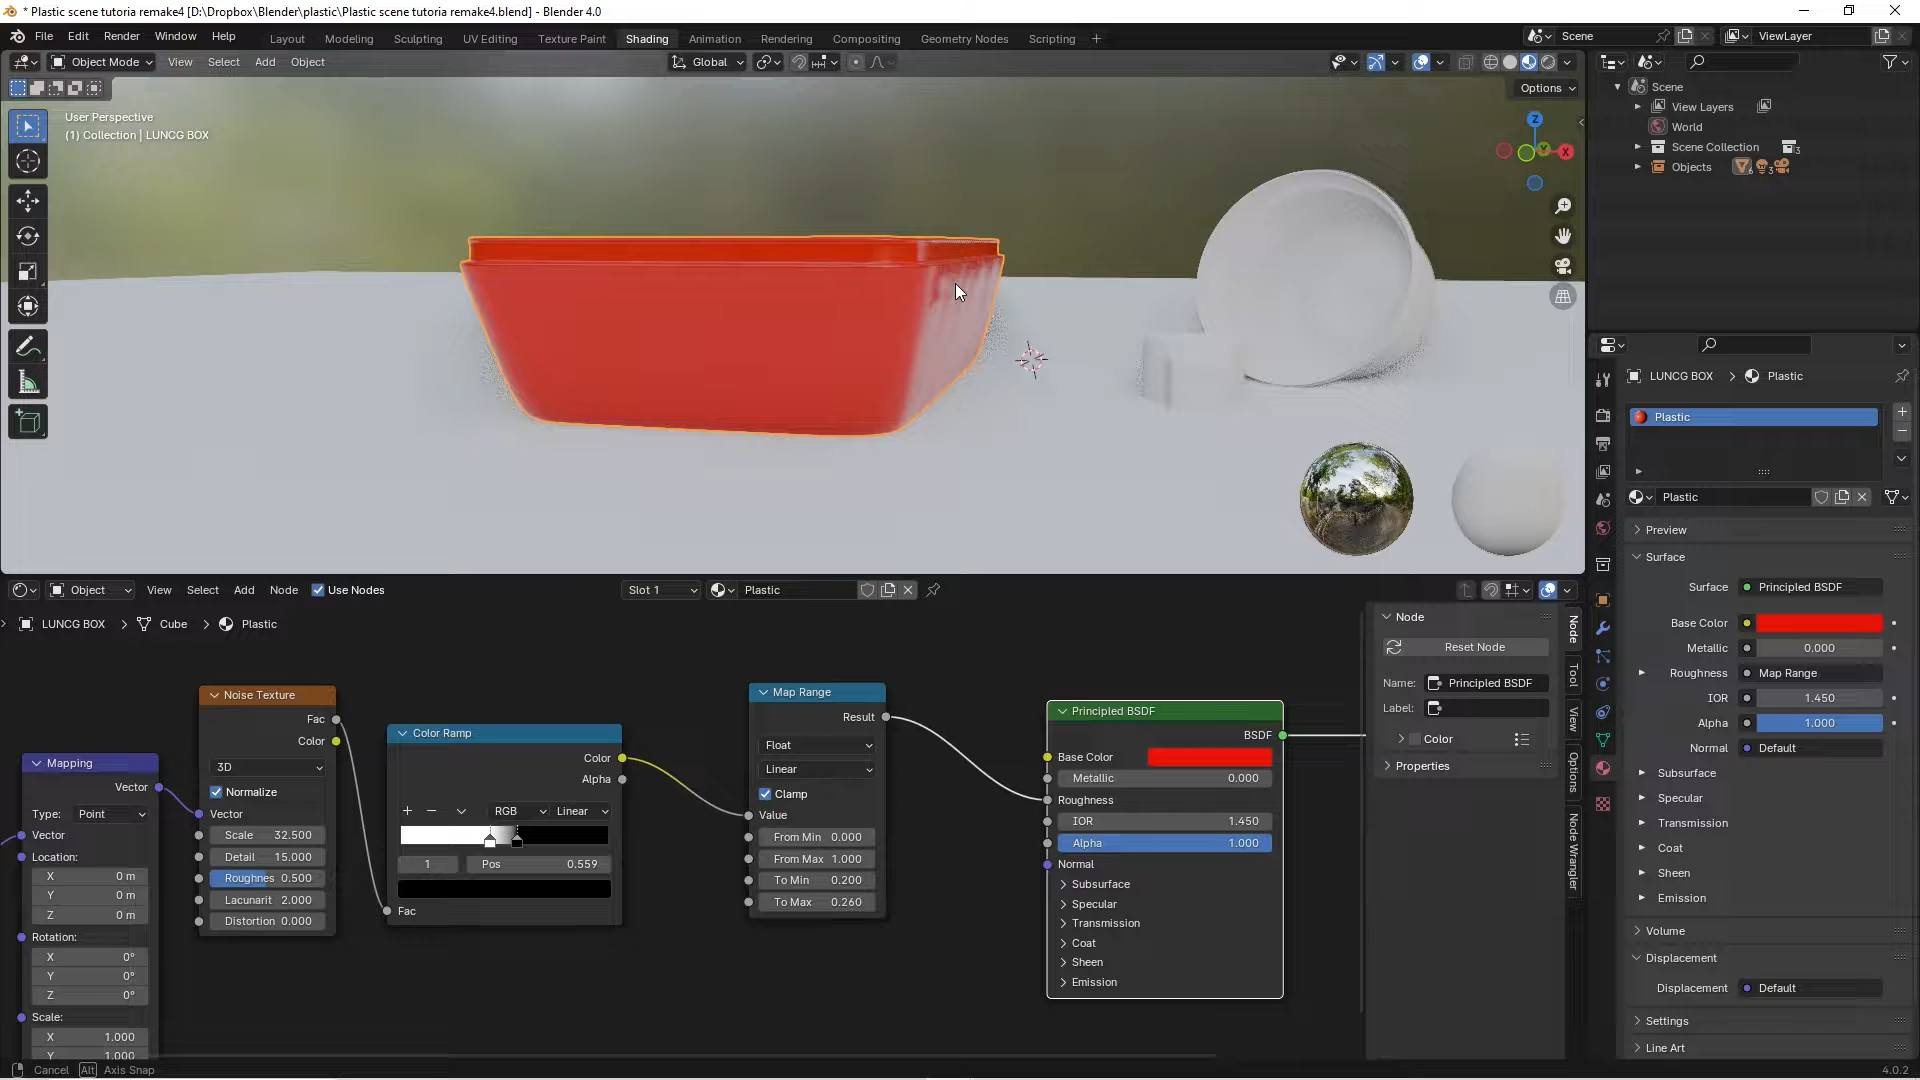 * Plastic scene tutoria remake4 [D:\Dropbox\Blender\plastic\Plastic scene tutoria remake4.blend] - Blender 4.0
File Edit Render Window Help Layout Modeling Sculpting UV Editing Texture Paint Shading Animation Rendering Compositing Geometry Nodes Scripting + Scene ViewLayer
Object Mode View Select Add Object Global
Options
User Perspective
(1) Collection | LUNCG BOX
Z
Y
X
Scene
View Layers
World
Scene Collection 3
Objects 6 3
LUNCG BOX > Plastic
Plastic
Plastic
Preview
Surface
Surface Principled BSDF
Base Color
Metallic 0.000
Roughness Map Range
IOR 1.450
Alpha 1.000
Normal Default
Subsurface
Specular
Transmission
Coat
Sheen
Emission
Volume
Displacement
Displacement Default
Settings
Line Art
Object View Select Add Node Use Nodes Slot 1 Plastic
LUNCG BOX > Cube > Plastic
Mapping
Vector
Type: Point
Vector
Location:
X 0 m
Y 0 m
Z 0 m
Rotation:
X 0°
Y 0°
Z 0°
Scale:
X 1.000
Y 1.000
Noise Texture
Fac
Color
3D
Normalize
Vector
Scale 32.500
Detail 15.000
Roughnes 0.500
Lacunarit 2.000
Distortion 0.000
Color Ramp
Color
Alpha
RGB Linear
1 Pos 0.559
Fac
Map Range
Result
Float
Linear
Clamp
Value
From Min 0.000
From Max 1.000
To Min 0.200
To Max 0.260
Principled BSDF
BSDF
Base Color
Metallic 0.000
Roughness
IOR 1.450
Alpha 1.000
Normal
Subsurface
Specular
Transmission
Coat
Sheen
Emission
Node
Reset Node
Name: Principled BSDF
Label:
Color
Properties
Node
Tool
View
Options
Node Wrangler
Cancel Alt Axis Snap
4.0.2